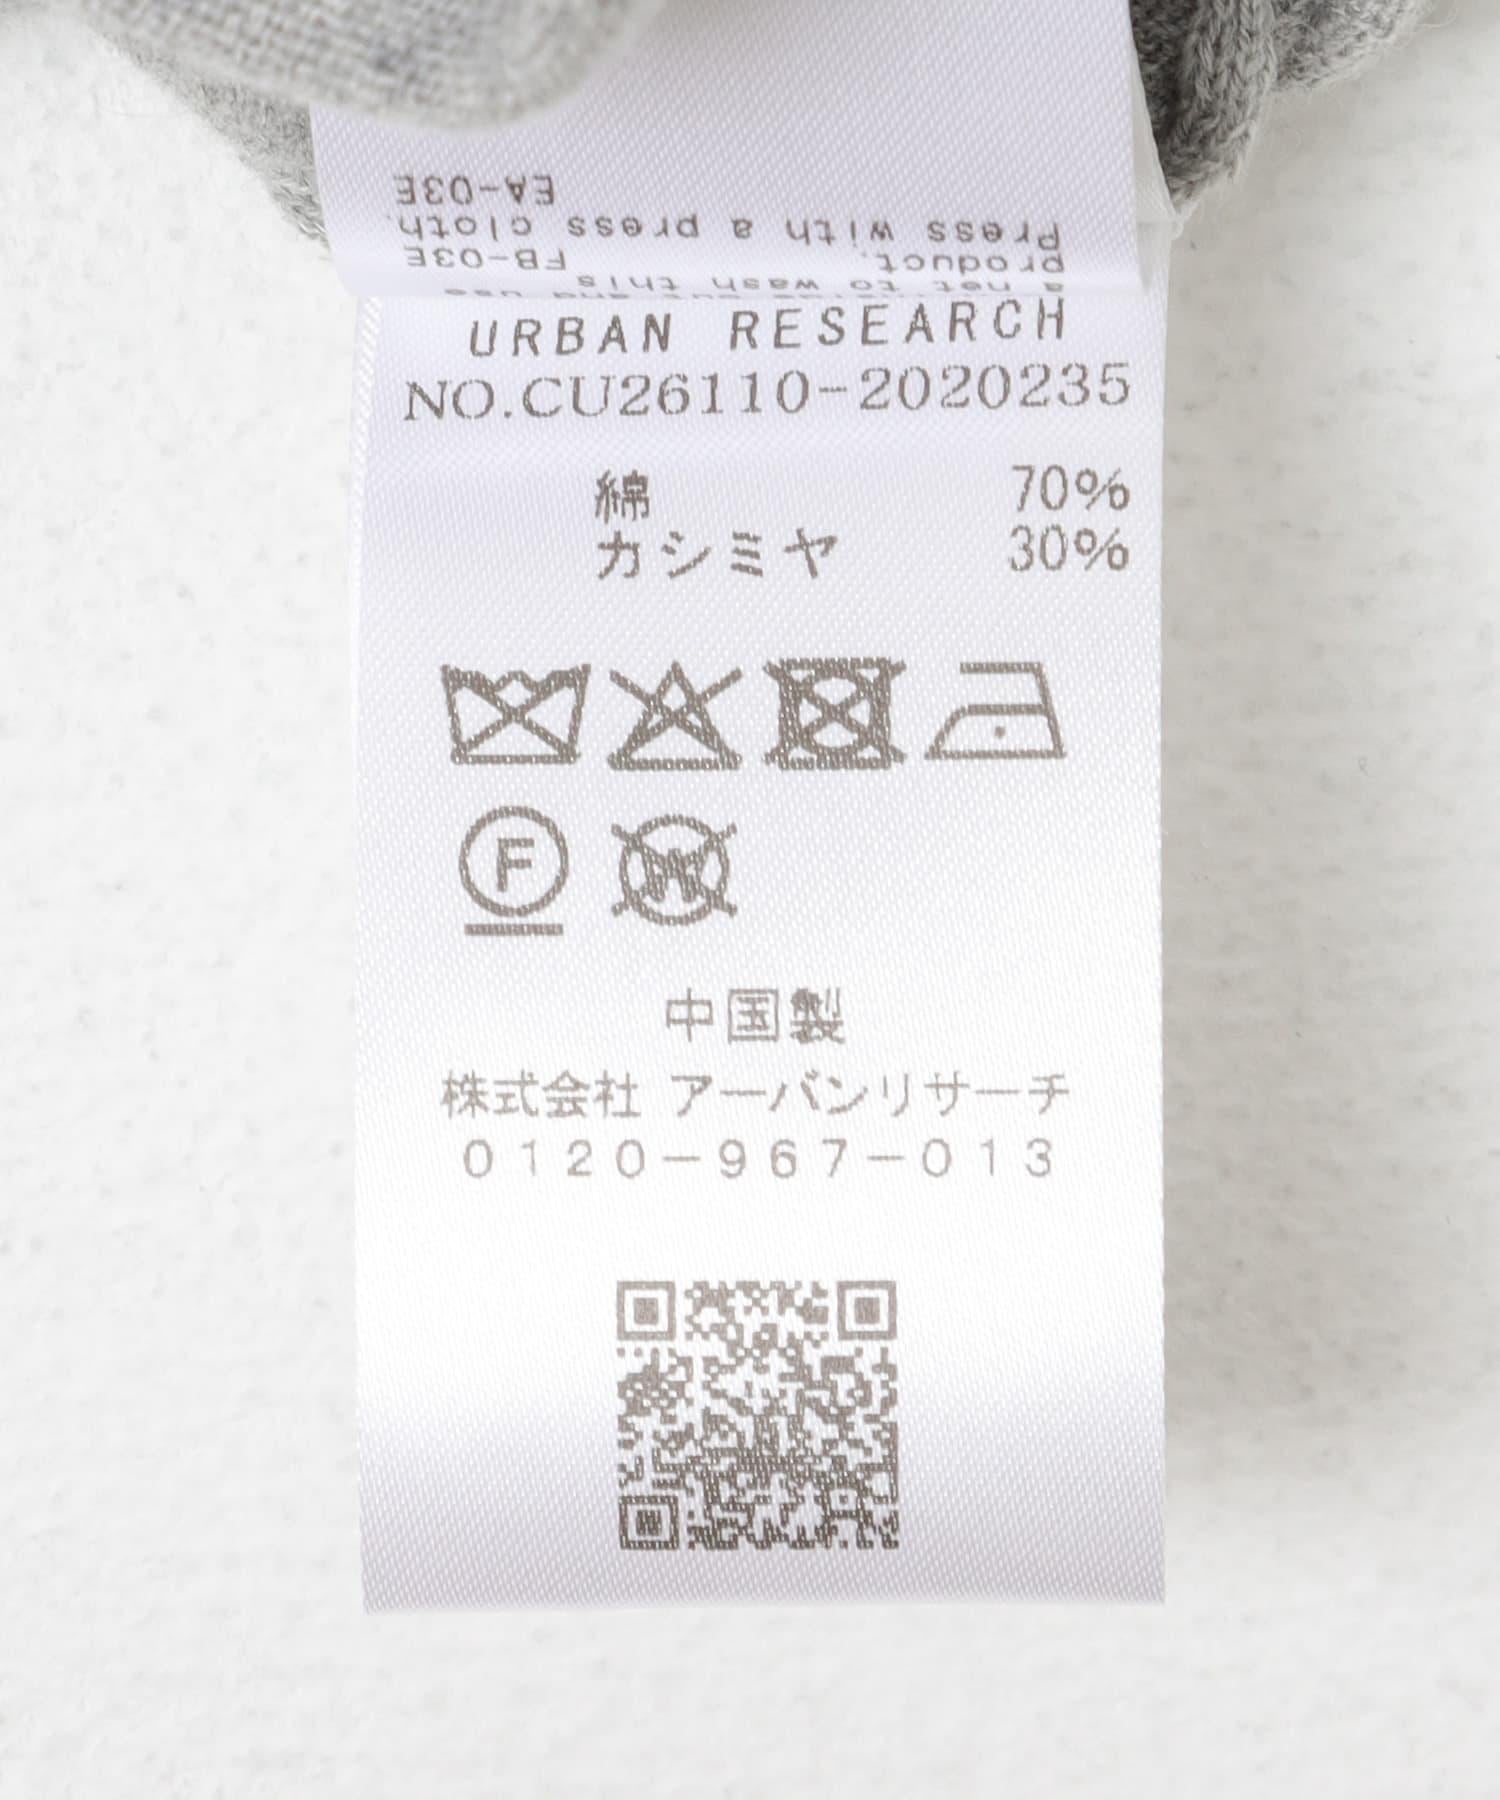 EA-03E
Press with a press cloth.
product. FB-03E
a net to wash this
URBAN RESEARCH
NO.CU26110-2020235
綿 70%
カシミヤ 30%
F
W
中国製
株式会社 アーバンリサーチ
0120-967-013